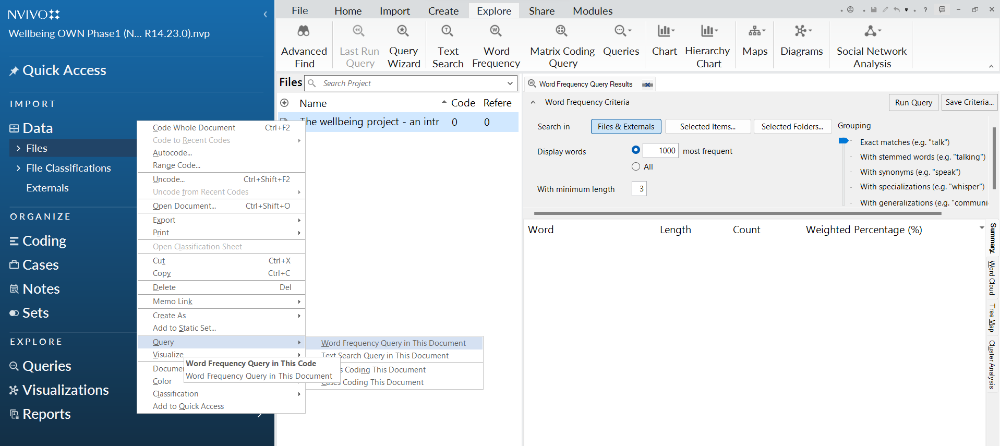 NVIVO
Wellbeing OWN Phase1 (N... R14.23.0).nvp
Quick Access
IMPORT
Data
Files
File Classifications
Externals
ORGANIZE
Coding
Cases
Notes
Sets
EXPLORE
Queries
Visualizations
Reports
File Home Import Create Explore Share Modules
Advanced Find
Last Run Query
Query Wizard
Text Search
Word Frequency
Matrix Coding Query
Queries
Chart
Hierarchy Chart
Maps
Diagrams
Social Network Analysis
Files
Search Project
Name Code Refere
The wellbeing project - an intr 0 0
Code Whole Document Ctrl+F2
Code to Recent Codes
Autocode...
Range Code...
Uncode... Ctrl+Shift+F2
Uncode from Recent Codes
Open Document... Ctrl+Shift+O
Export
Print
Open Classification Sheet
Cut Ctrl+X
Copy Ctrl+C
Delete Del
Memo Link
Create As
Add to Static Set...
Query
Visualize
Docume
Color
Classification
Add to Quick Access
Word Frequency Query in This Document
Text Search Query in This Document
s Coding This Document
Cases Coding This Document
Word Frequency Query in This Code
Word Frequency Query in This Document
Word Frequency Query Results
Word Frequency Criteria
Run Query
Save Criteria...
Search in Files & Externals Selected Items... Selected Folders...
Display words 1000 most frequent
All
With minimum length 3
Grouping
Exact matches (e.g. "talk")
With stemmed words (e.g. "talking")
With synonyms (e.g. "speak")
With specializations (e.g. "whisper")
With generalizations (e.g. "communi
Word Length Count Weighted Percentage (%)
Summary
Word Cloud
Tree Map
Cluster Analysis